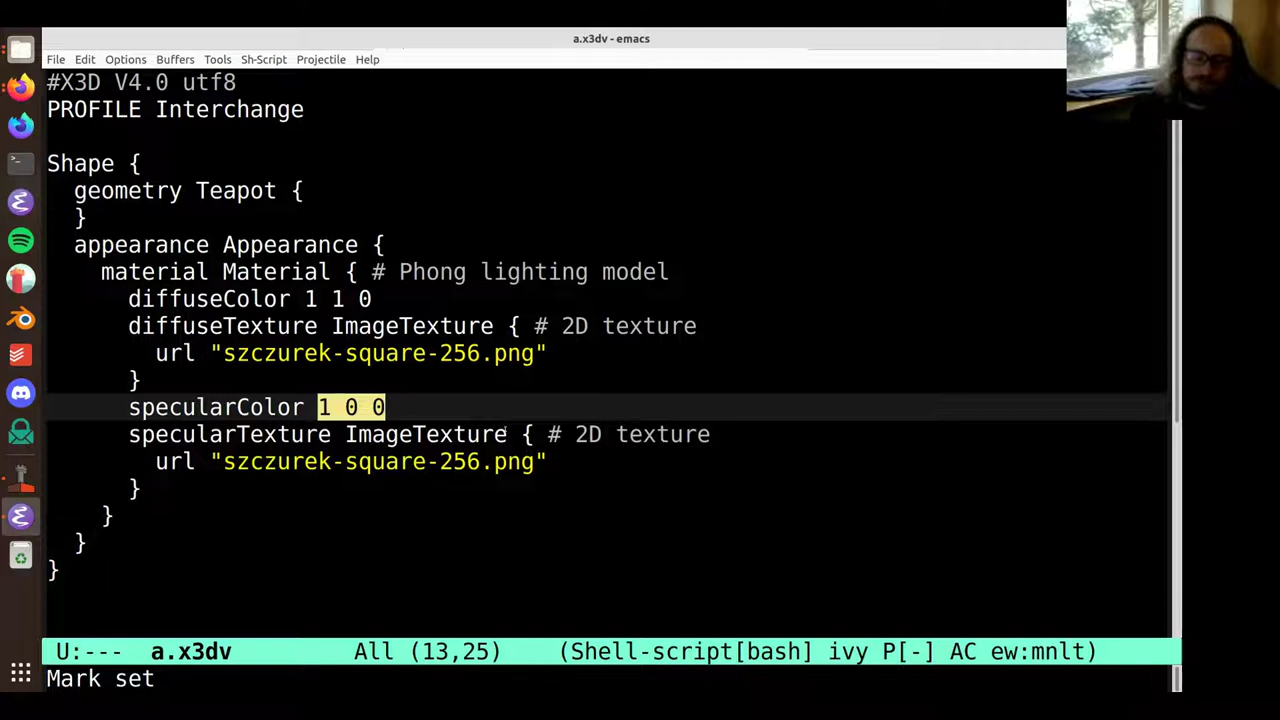 a.x3dv - emacs
File Edit Options Buffers Tools Sh-Script Projectile Help
#X3D V4.0 utf8
PROFILE Interchange
Shape {
geometry Teapot {
}
appearance Appearance {
material Material { # Phong lighting model
diffuseColor 1 1 0
diffuseTexture ImageTexture { # 2D texture
url "szczurek-square-256.png"
}
specularColor 1 0 0
specularTexture ImageTexture { # 2D texture
url "szczurek-square-256.png"
}
}
}
}
U:--- a.x3dv All (13,25) (Shell-script[bash] ivy P[-] AC ew:mnlt)
Mark set